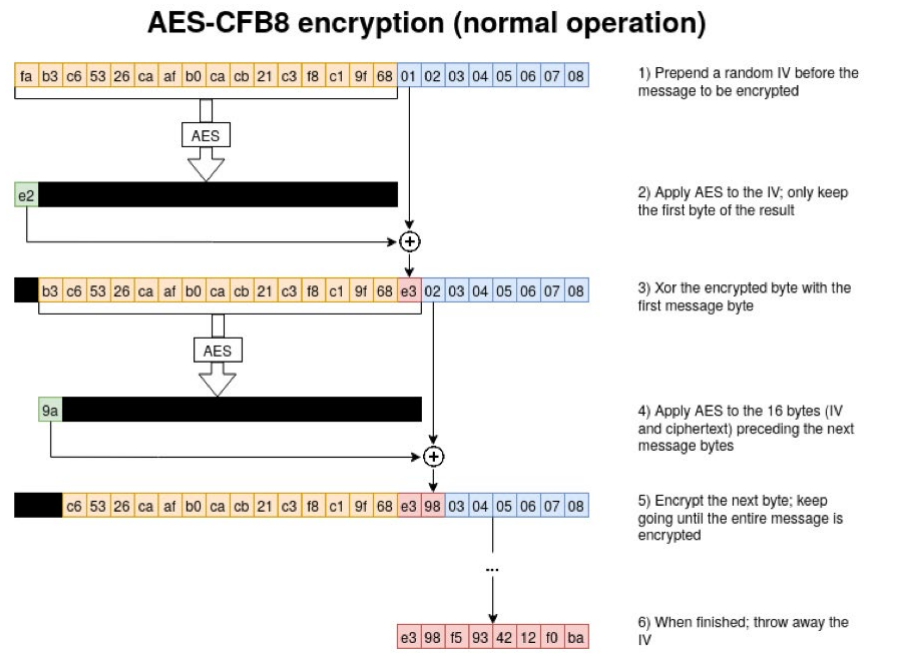 AES-CFB8 encryption (normal operation)
fa b3 c6 53 26 ca af b0 ca cb 21 c3 f8 c1 9f 68 01 02 03 04 05 06 07 08
1) Prepend a random IV before the
message to be encrypted
AES
e2
2) Apply AES to the IV; only keep
the first byte of the result
b3 c6 53 26 ca af b0 ca cb 21 c3 f8 c1 9f 68 e3 02 03 04 05 06 07 08
3) Xor the encrypted byte with the
first message byte
AES
9a
4) Apply AES to the 16 bytes (IV
and ciphertext) preceding the next
message bytes
c6 53 26 ca af b0 ca cb 21 c3 f8 c1 9f 68 e3 98 03 04 05 06 07 08
5) Encrypt the next byte; keep
going until the entire message is
encrypted
...
e3 98 f5 93 42 12 f0 ba
6) When finished; throw away the
IV